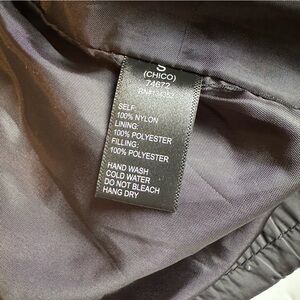 S
(CHICO)
74672
SELF:
100% NYLON
LINING:
100% POLYESTER
FILLING:
100% POLYESTER
HAND WASH
COLD WATER
DO NOT BLEACH
HANG DRY